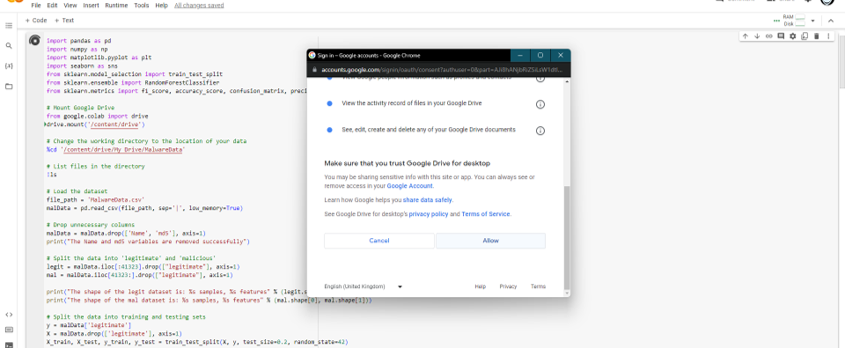 File Edit View Insert Runtime Tools Help All changes saved
+ Code + Text
RAM
Disk
import pandas as pd
import numpy as np
import matplotlib.pyplot as plt
import seaborn as sns
from sklearn.model_selection import train_test_split
from sklearn.ensemble import RandomForestClassifier
from sklearn.metrics import f1_score, accuracy_score, confusion_matrix, preci
# Mount Google Drive
from google.colab import drive
drive.mount('/content/drive')
# Change the working directory to the location of your data
%cd '/content/drive/My Drive/MalwareData'
# List files in the directory
!ls
# Load the dataset
file_path = 'MalwareData.csv'
malData = pd.read_csv(file_path, sep='|', low_memory=True)
# Drop unnecessary columns
malData = malData.drop(['Name', 'md5'], axis=1)
print("The Name and md5 variables are removed successfully")
# Split the data into 'legitimate' and 'malicious'
legit = malData.iloc[:41323].drop(["legitimate"], axis=1)
mal = malData.iloc[41323:].drop(["legitimate"], axis=1)
print("The shape of the legit dataset is: %s samples, %s features" % (legit.s
print("The shape of the mal dataset is: %s samples, %s features" % (mal.shape[0], mal.shape[1]))
# Split the data into training and testing sets
y = malData['legitimate']
X = malData.drop(['legitimate'], axis=1)
X_train, X_test, y_train, y_test = train_test_split(X, y, test_size=0.2, random_state=42)
Sign in – Google accounts - Google Chrome
View the activity record of files in your Google Drive
See, edit, create and delete any of your Google Drive documents
Make sure that you trust Google Drive for desktop
You may be sharing sensitive info with this site or app. You can always see or
remove access in your Google Account.
Learn how Google helps you share data safely.
See Google Drive for desktop's privacy policy and Terms of Service.
Cancel Allow
English (United Kingdom) Help Privacy Terms